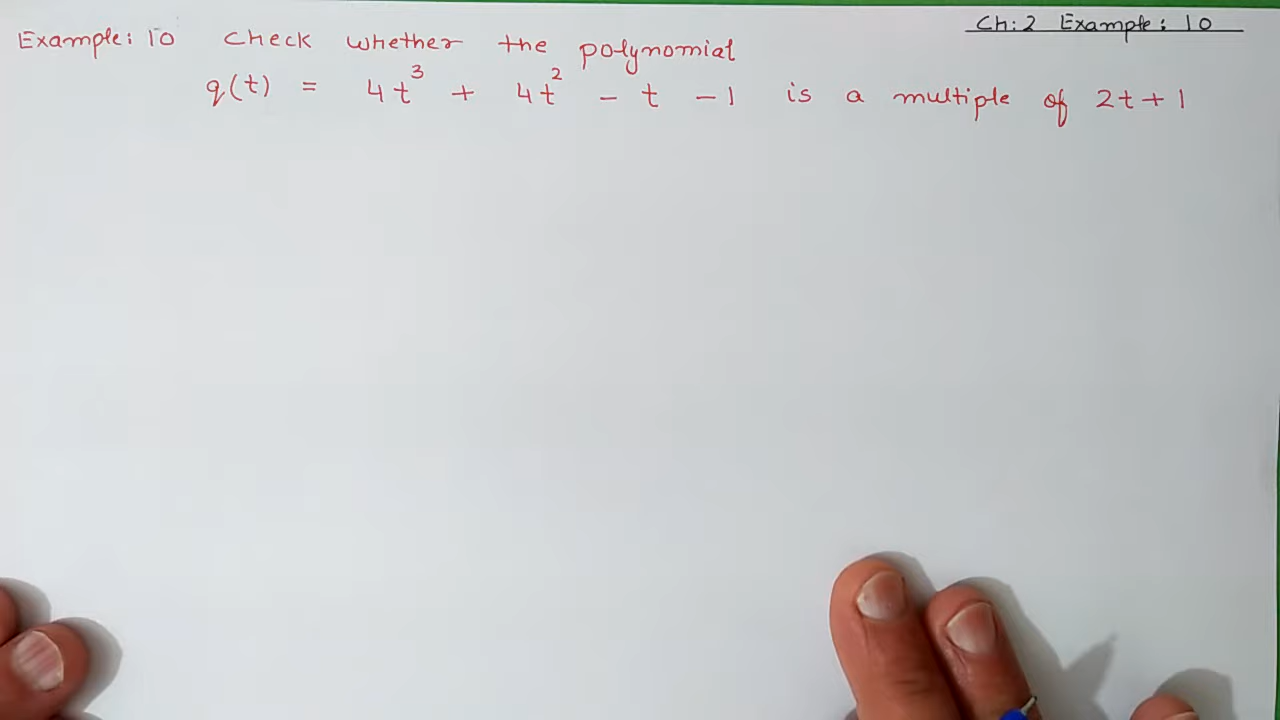 Ch: 2 Example: 10
Example: 10 Check whether the polynomial
q(t) = 4t³ + 4t² - t - 1 is a multiple of 2t + 1